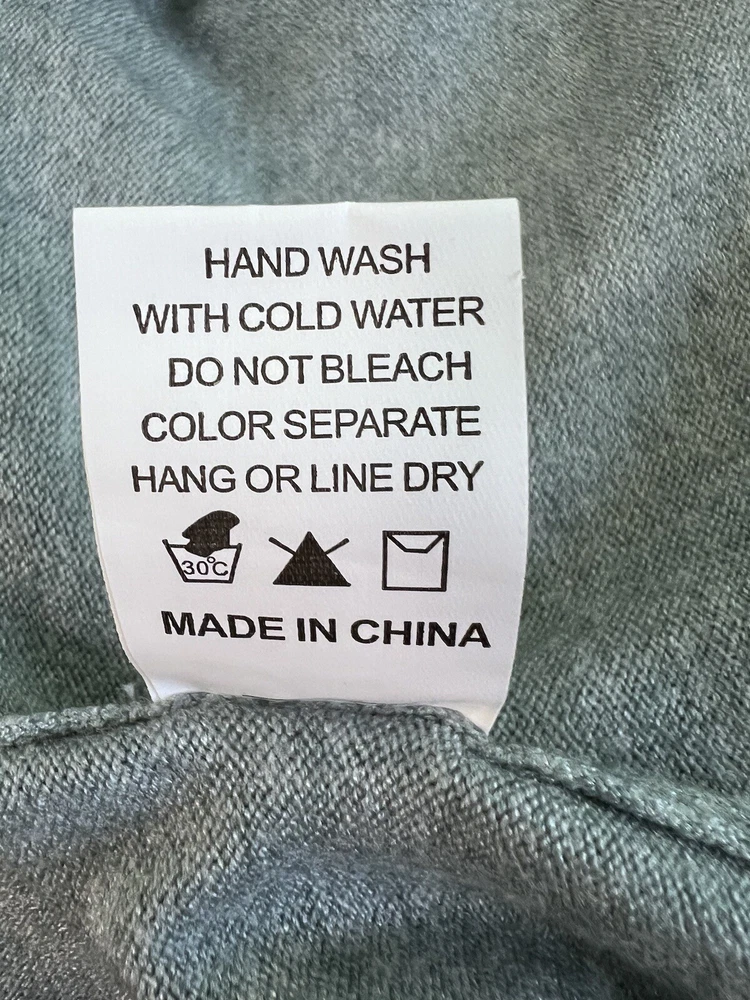 HAND WASH
WITH COLD WATER
DO NOT BLEACH
COLOR SEPARATE
HANG OR LINE DRY
30℃
MADE IN CHINA